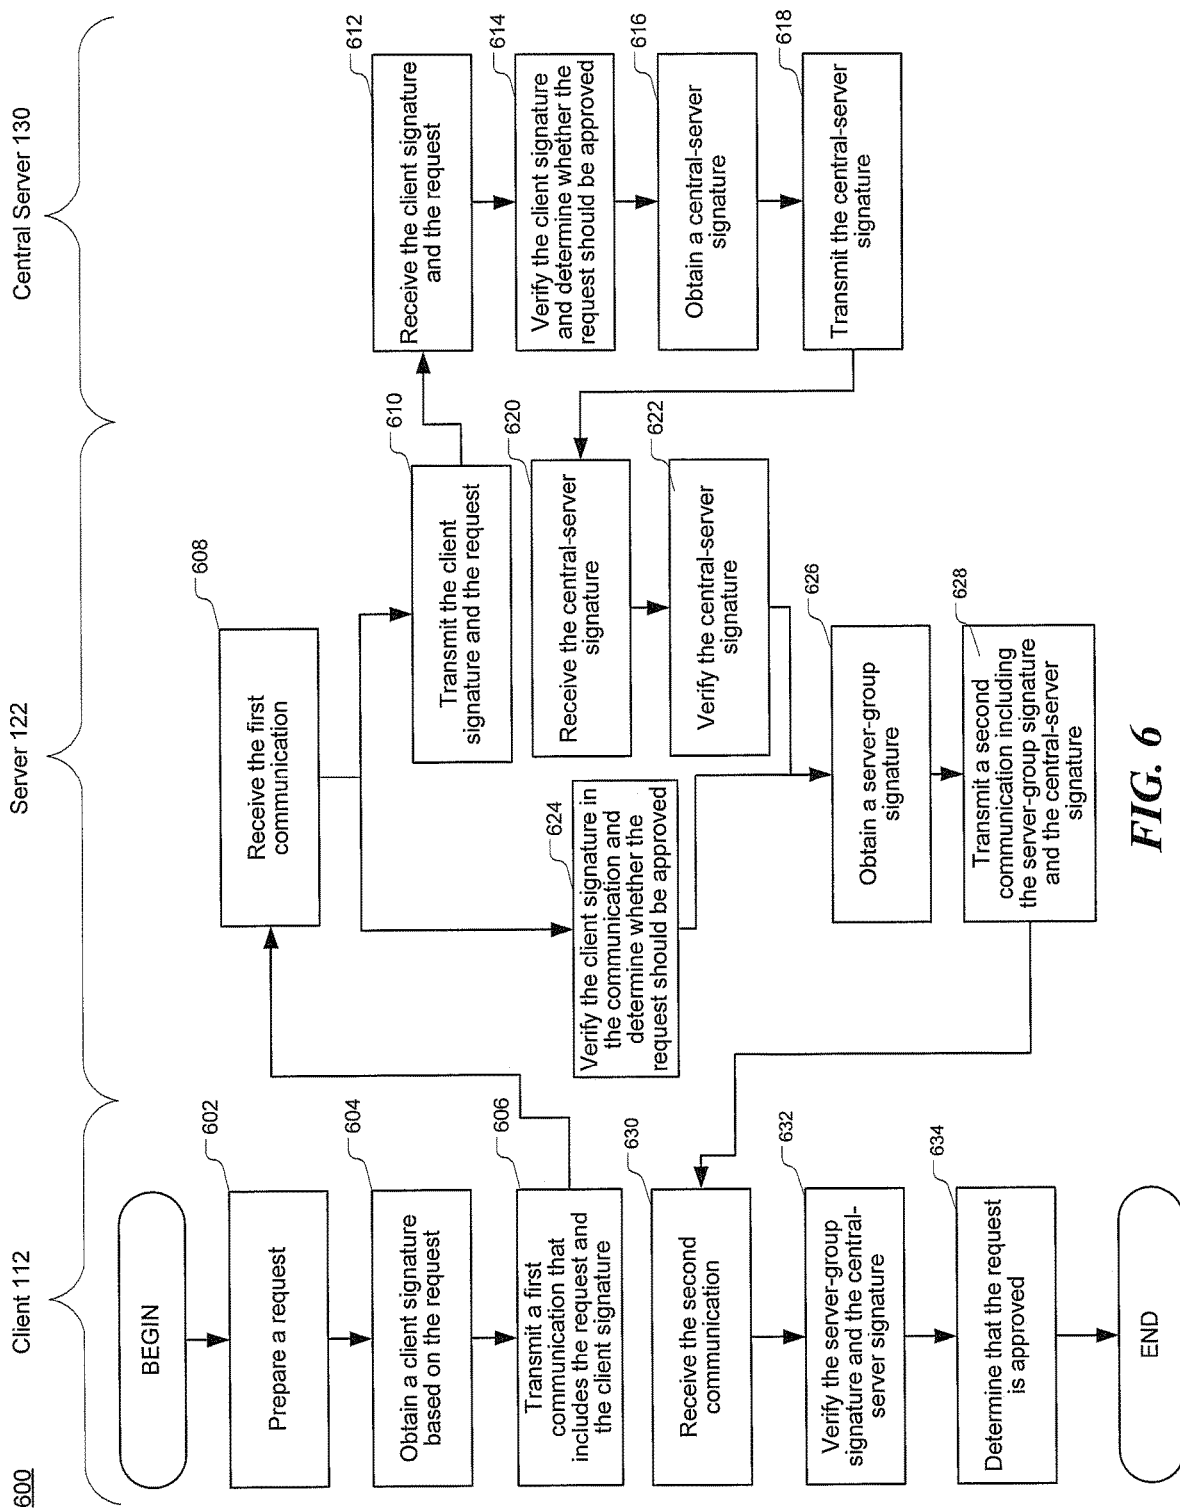 600
Client 112
Server 122
Central Server 130
BEGIN
602
Prepare a request
604
Obtain a client signature
based on the request
606
Transmit a first
communication that
includes the request and
the client signature
608
Receive the first
communication
610
Transmit the client
signature and the request
612
Receive the client signature
and the request
614
Verify the client signature
and determine whether the
request should be approved
616
Obtain a central-server
signature
618
Transmit the central-server
signature
620
Receive the central-server
signature
622
Verify the central-server
signature
624
Verify the client signature in
the communication and
determine whether the
request should be approved
626
Obtain a server-group
signature
628
Transmit a second
communication including
the server-group signature
and the central-server
signature
630
Receive the second
communication
632
Verify the server-group
signature and the central-
server signature
634
Determine that the request
is approved
END
FIG. 6